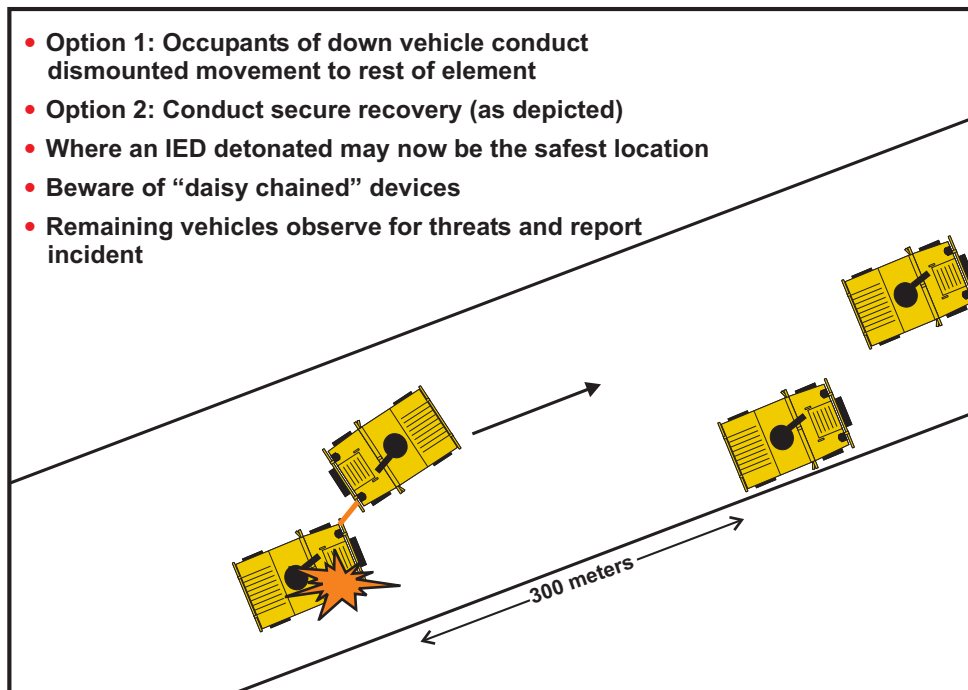 • Option 1: Occupants of down vehicle conduct
dismounted movement to rest of element
• Option 2: Conduct secure recovery (as depicted)
• Where an IED detonated may now be the safest location
• Beware of “daisy chained” devices
• Remaining vehicles observe for threats and report
incident
300 meters